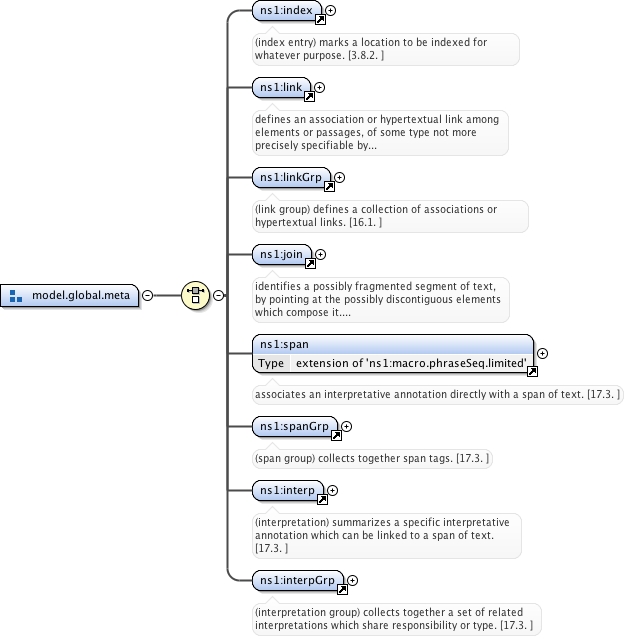 ns1:index
(index entry) marks a location to be indexed for
whatever purpose. [3.8.2. ]
ns1:link
defines an association or hypertextual link among
elements or passages, of some type not more
precisely specifiable by...
ns1:linkGrp
(link group) defines a collection of associations or
hypertextual links. [16.1. ]
ns1:join
identifies a possibly fragmented segment of text,
by pointing at the possibly discontiguous elements
which compose it....
model.global.meta
ns1:span
Type extension of 'ns1:macro.phraseSeq.limited'
associates an interpretative annotation directly with a span of text. [17.3. ]
ns1:spanGrp
(span group) collects together span tags. [17.3. ]
ns1:interp
(interpretation) summarizes a specific interpretative
annotation which can be linked to a span of text.
[17.3. ]
ns1:interpGrp
(interpretation group) collects together a set of related
interpretations which share responsibility or type. [17.3. ]